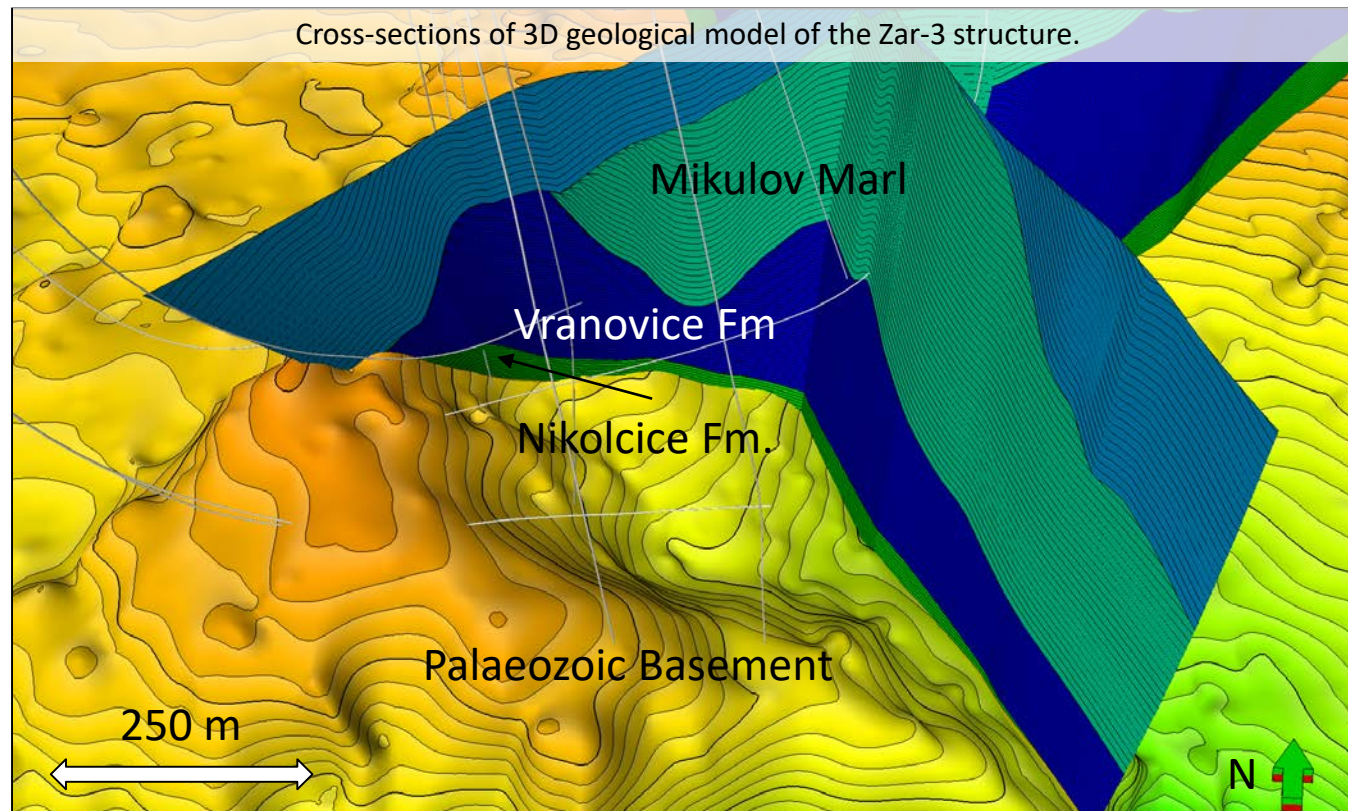 Cross-sections of 3D geological model of the Zar-3 structure.
Mikulov Marl
Vranovice Fm
Nikolcice Fm.
Palaeozoic Basement
250 m
N